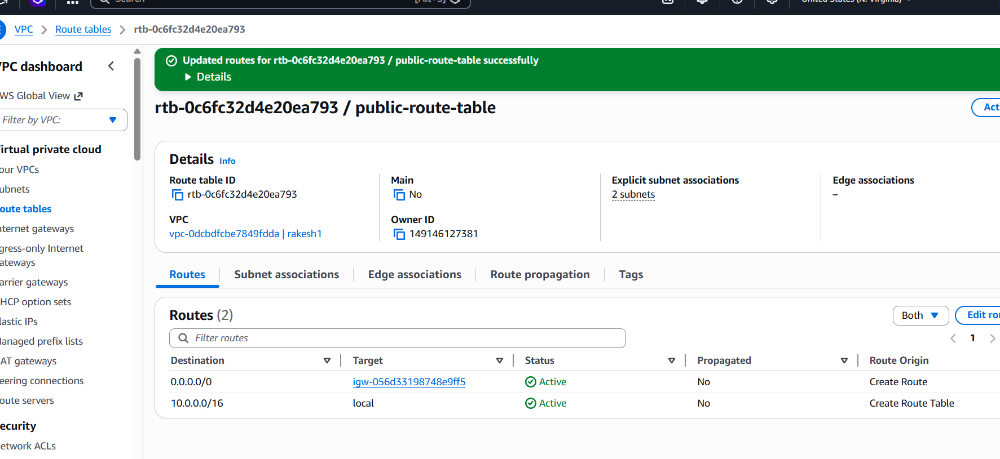 VPC
Route tables
rtb-0c6fc32d4e20ea793
PC dashboard
WS Global View
Filter by VPC:
irtual private cloud
our VPCs
ubnets
oute tables
nternet gateways
gress-only Internet
ateways
arrier gateways
HCP option sets
lastic IPs
anaged prefix lists
AT gateways
eering connections
oute servers
ecurity
etwork ACLs
Updated routes for rtb-0c6fc32d4e20ea793 / public-route-table successfully
Details
rtb-0c6fc32d4e20ea793 / public-route-table
Act
Details Info
Route table ID
rtb-0c6fc32d4e20ea793
Main
No
Explicit subnet associations
2 subnets
Edge associations
–
VPC
vpc-0dcbdfcbe7849fdda | rakesh1
Owner ID
149146127381
Routes Subnet associations Edge associations Route propagation Tags
Routes (2)
Both
Edit rou
Filter routes
1
Destination Target Status Propagated Route Origin
0.0.0.0/0 igw-056d33198748e9ff5 Active No Create Route
10.0.0.0/16 local Active No Create Route Table